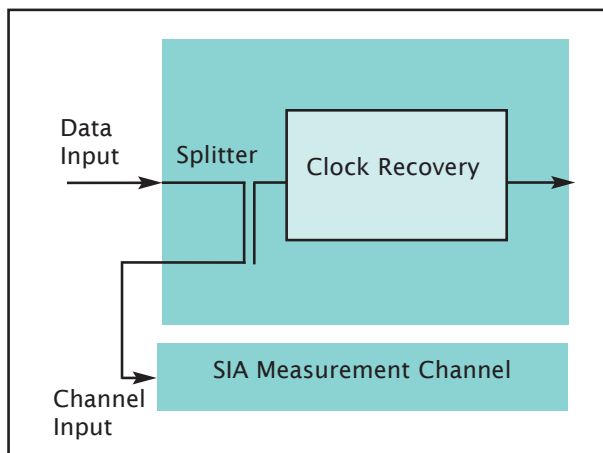 Data
Input
Splitter
Clock Recovery
SIA Measurement Channel
Channel
Input